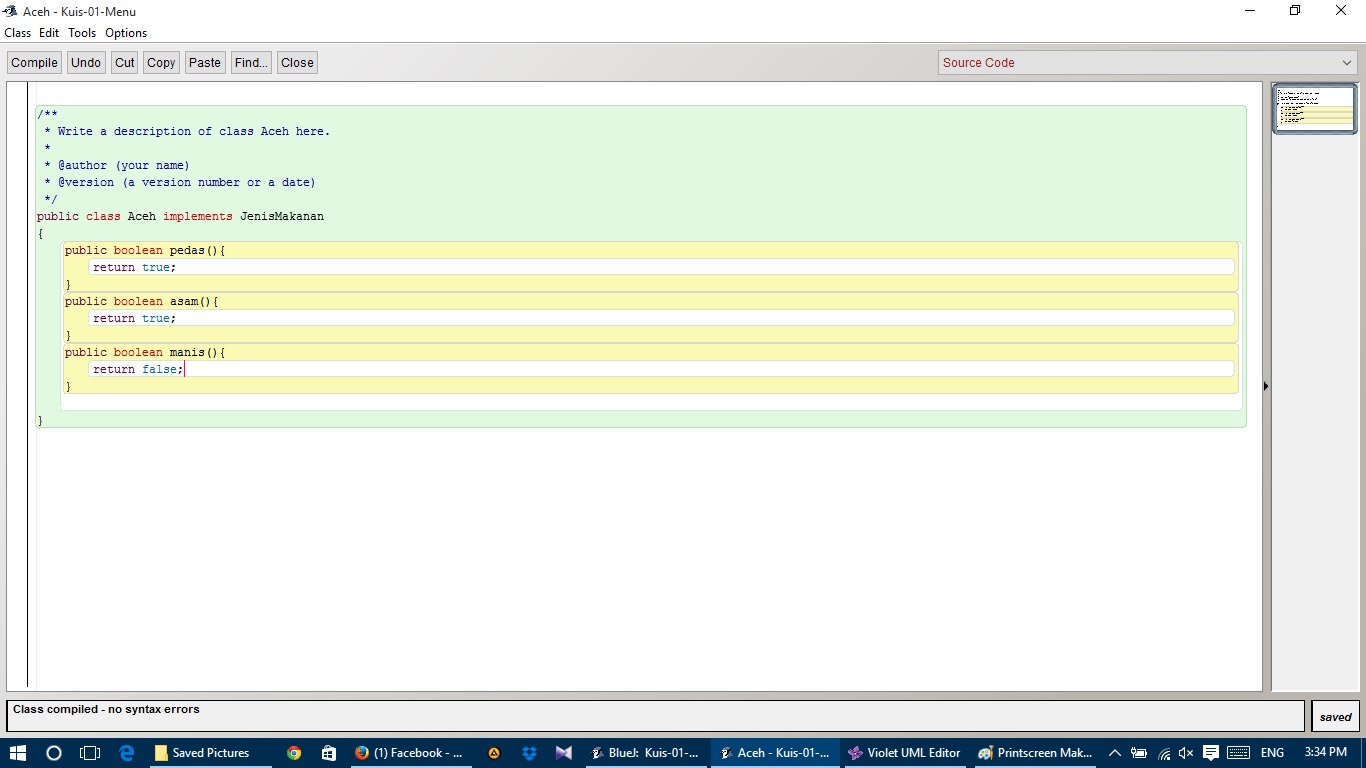 Aceh - Kuis-01-Menu
Class Edit Tools Options
Compile Undo Cut Copy Paste Find... Close Source Code
/**
 * Write a description of class Aceh here.
 *
 * @author (your name)
 * @version (a version number or a date)
 */
public class Aceh implements JenisMakanan
{
    public boolean pedas(){
        return true;
    }
    public boolean asam(){
        return true;
    }
    public boolean manis(){
        return false;
    }
}
Class compiled - no syntax errors
saved
Saved Pictures (1) Facebook - ... BlueJ: Kuis-01-... Aceh - Kuis-01-... Violet UML Editor Printscreen Mak... ENG 3:34 PM